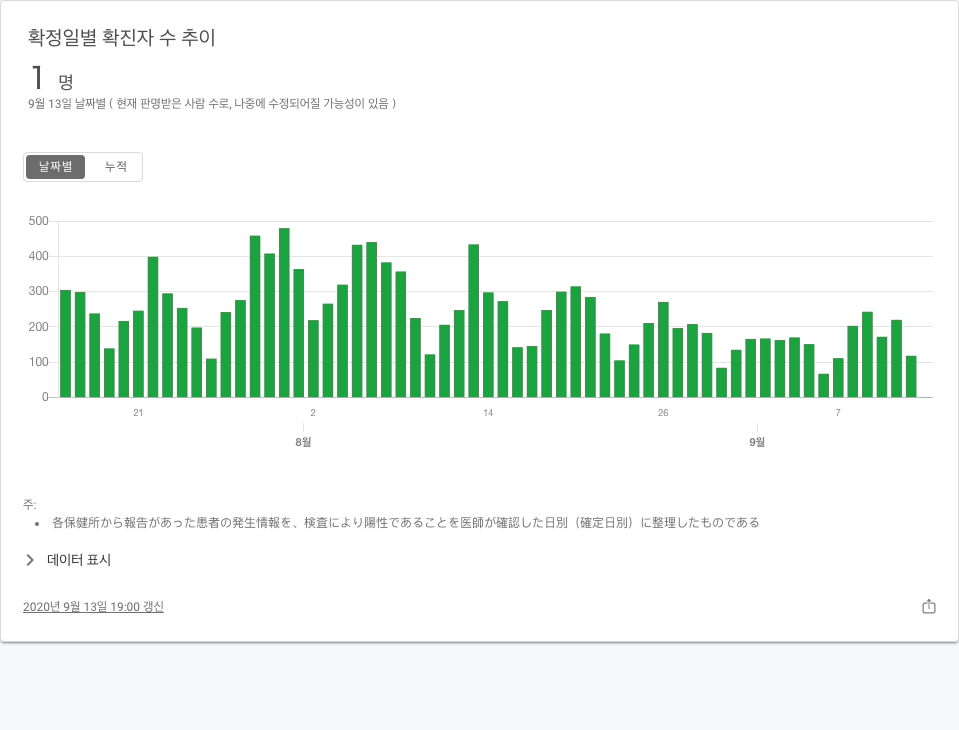 확정일별 확진자 수 추이
1 명
9월 13일 날짜별 ( 현재 판명받은 사람 수로, 나중에 수정되어질 가능성이 있음 )
날짜별 누적
500
400
300
200
100
0
21 2 14 26 7
8월 9월
주:
• 各保健所から報告があった患者の発生情報を、検査により陽性であることを医師が確認した日別（確定日別）に整理したものである
데이터 표시
2020년 9월 13일 19:00 갱신